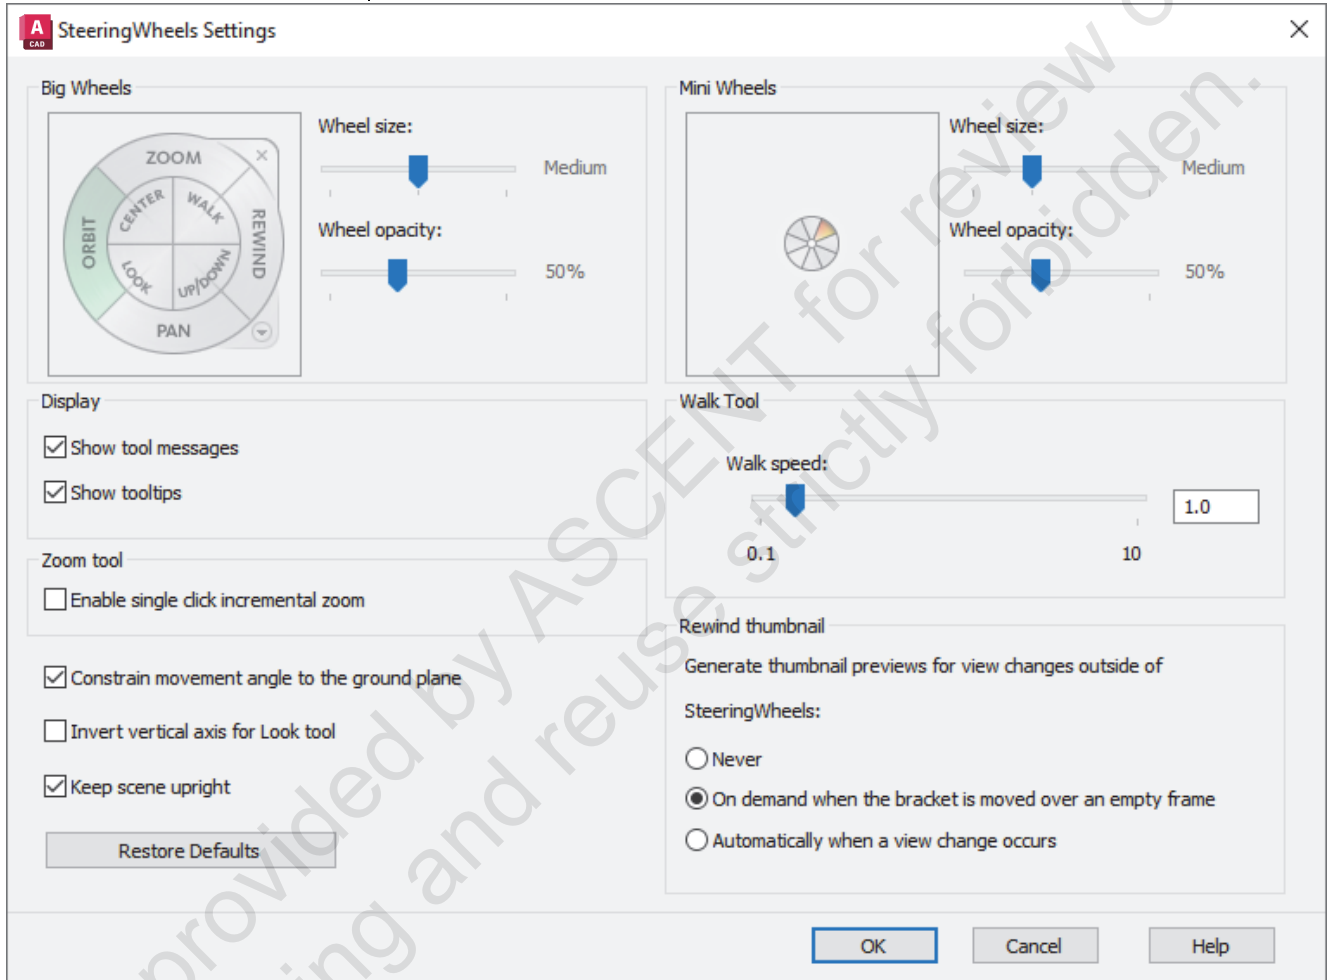 A
CAD
SteeringWheels Settings
Big Wheels
ZOOM
CENTER
WALK
ORBIT
REWIND
LOOK
UP/DOWN
PAN
Wheel size:
Medium
Wheel opacity:
50%
Mini Wheels
Wheel size:
Medium
Wheel opacity:
50%
Display
Show tool messages
Show tooltips
Zoom tool
Enable single click incremental zoom
Constrain movement angle to the ground plane
Invert vertical axis for Look tool
Keep scene upright
Restore Defaults
Walk Tool
Walk speed:
1.0
0.1
10
Rewind thumbnail
Generate thumbnail previews for view changes outside of
SteeringWheels:
Never
On demand when the bracket is moved over an empty frame
Automatically when a view change occurs
OK
Cancel
Help
provided by ASCENT for review
and reuse strictly forbidden.